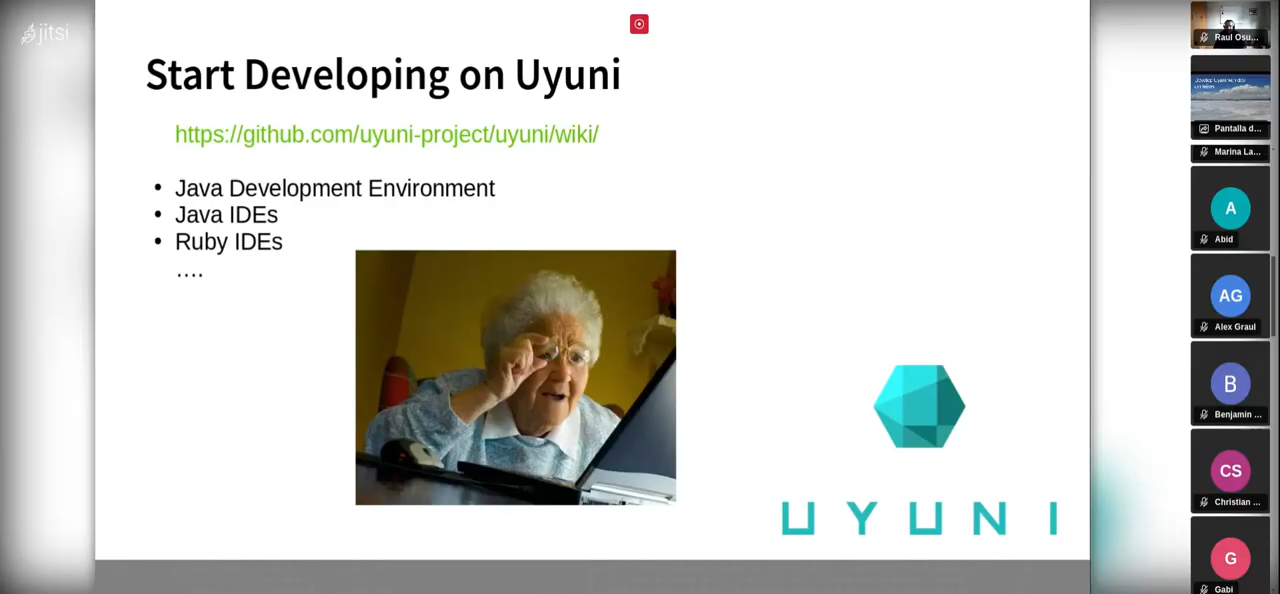 jitsi
Start Developing on Uyuni
https://github.com/uyuni-project/uyuni/wiki/
• Java Development Environment
• Java IDEs
• Ruby IDEs
....
UYUNI
Raul Osu...
Pantalla d...
Marina La...
A
Abid
AG
Alex Graul
B
Benjamin ...
CS
Christian ...
G
Gabi